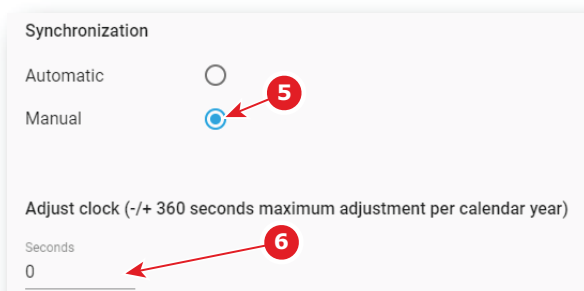 Synchronization
Automatic
5
Manual
Adjust clock (-/+ 360 seconds maximum adjustment per calendar year)
Seconds
6
0